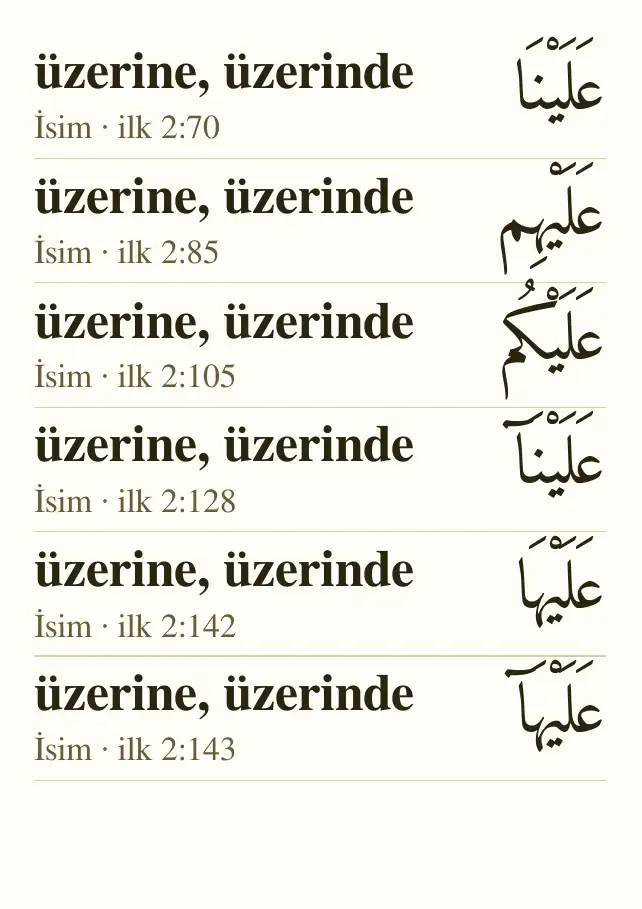 üzerine, üzerinde عَلَيْنَا
İsim · ilk 2:70
üzerine, üzerinde عَلَيْهِم
İsim · ilk 2:85
üzerine, üzerinde عَلَيْكُم
İsim · ilk 2:105
üzerine, üzerinde عَلَيْنَآ
İsim · ilk 2:128
üzerine, üzerinde عَلَيْهَا
İsim · ilk 2:142
üzerine, üzerinde عَلَيْهَآ
İsim · ilk 2:143